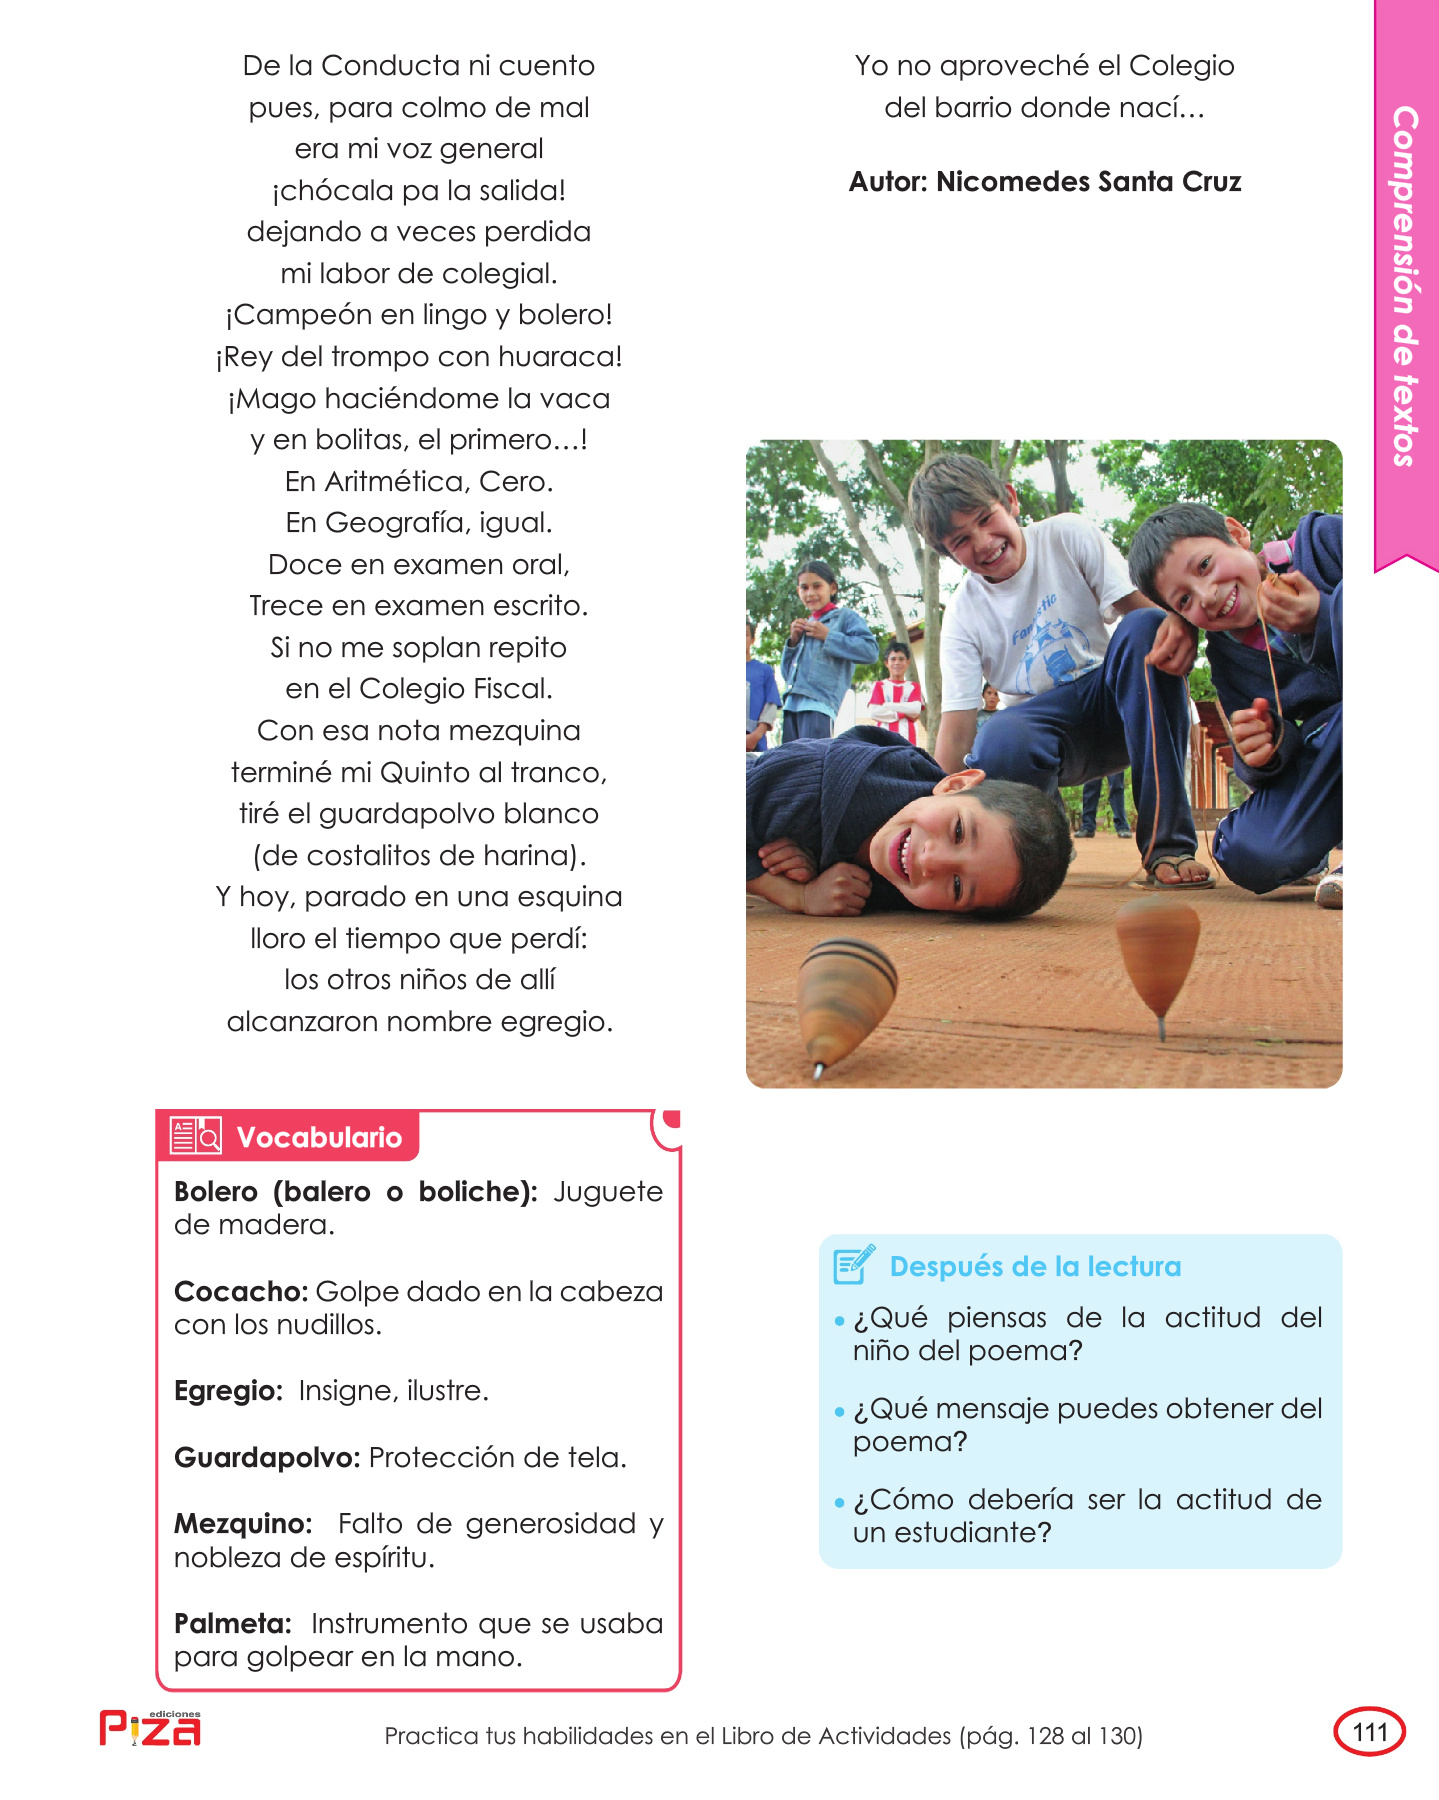 De la Conducta ni cuento
pues, para colmo de mal
era mi voz general
¡chócala pa la salida!
dejando a veces perdida
mi labor de colegial.
¡Campeón en lingo y bolero!
¡Rey del trompo con huaraca!
¡Mago haciéndome la vaca
y en bolitas, el primero...!
En Aritmética, Cero.
En Geografía, igual.
Doce en examen oral,
Trece en examen escrito.
Si no me soplan repito
en el Colegio Fiscal.
Con esa nota mezquina
terminé mi Quinto al tranco,
tiré el guardapolvo blanco
(de costalitos de harina).
Y hoy, parado en una esquina
lloro el tiempo que perdí:
los otros niños de allí
alcanzaron nombre egregio.
Yo no aproveché el Colegio
del barrio donde nací...
Autor: Nicomedes Santa Cruz
Comprensión de textos
Fantastic
Vocabulario
Bolero (balero o boliche): Juguete
de madera.
Cocacho: Golpe dado en la cabeza
con los nudillos.
Egregio: Insigne, ilustre.
Guardapolvo: Protección de tela.
Mezquino: Falto de generosidad y
nobleza de espíritu.
Palmeta: Instrumento que se usaba
para golpear en la mano.
Después de la lectura
• ¿Qué piensas de la actitud del
niño del poema?
• ¿Qué mensaje puedes obtener del
poema?
• ¿Cómo debería ser la actitud de
un estudiante?
ediciones
Piza
Practica tus habilidades en el Libro de Actividades (pág. 128 al 130)
111